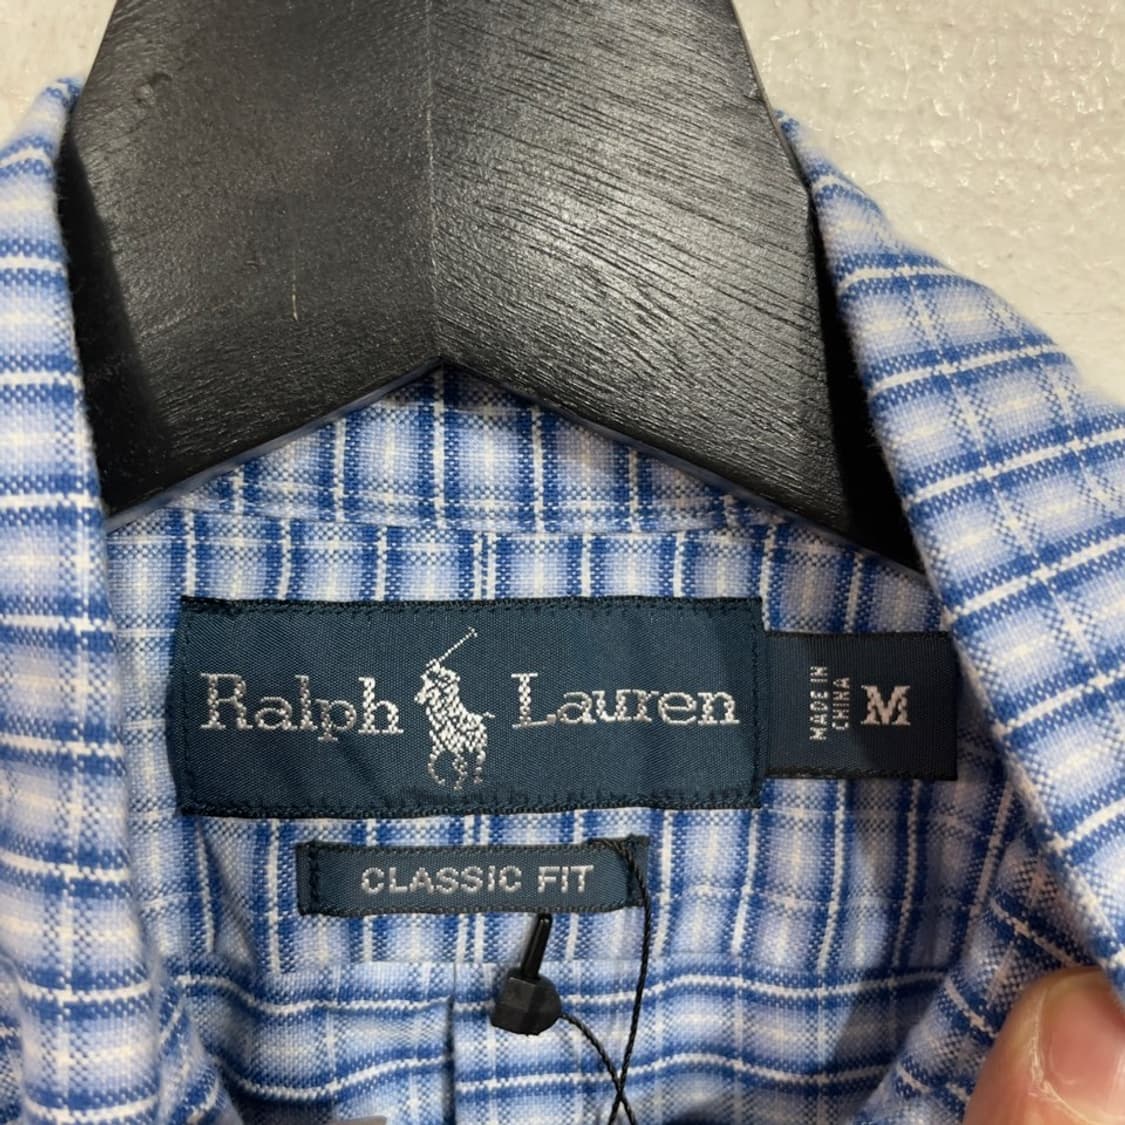 Ralph Lauren
MADE IN
CHINA
M
CLASSIC FIT